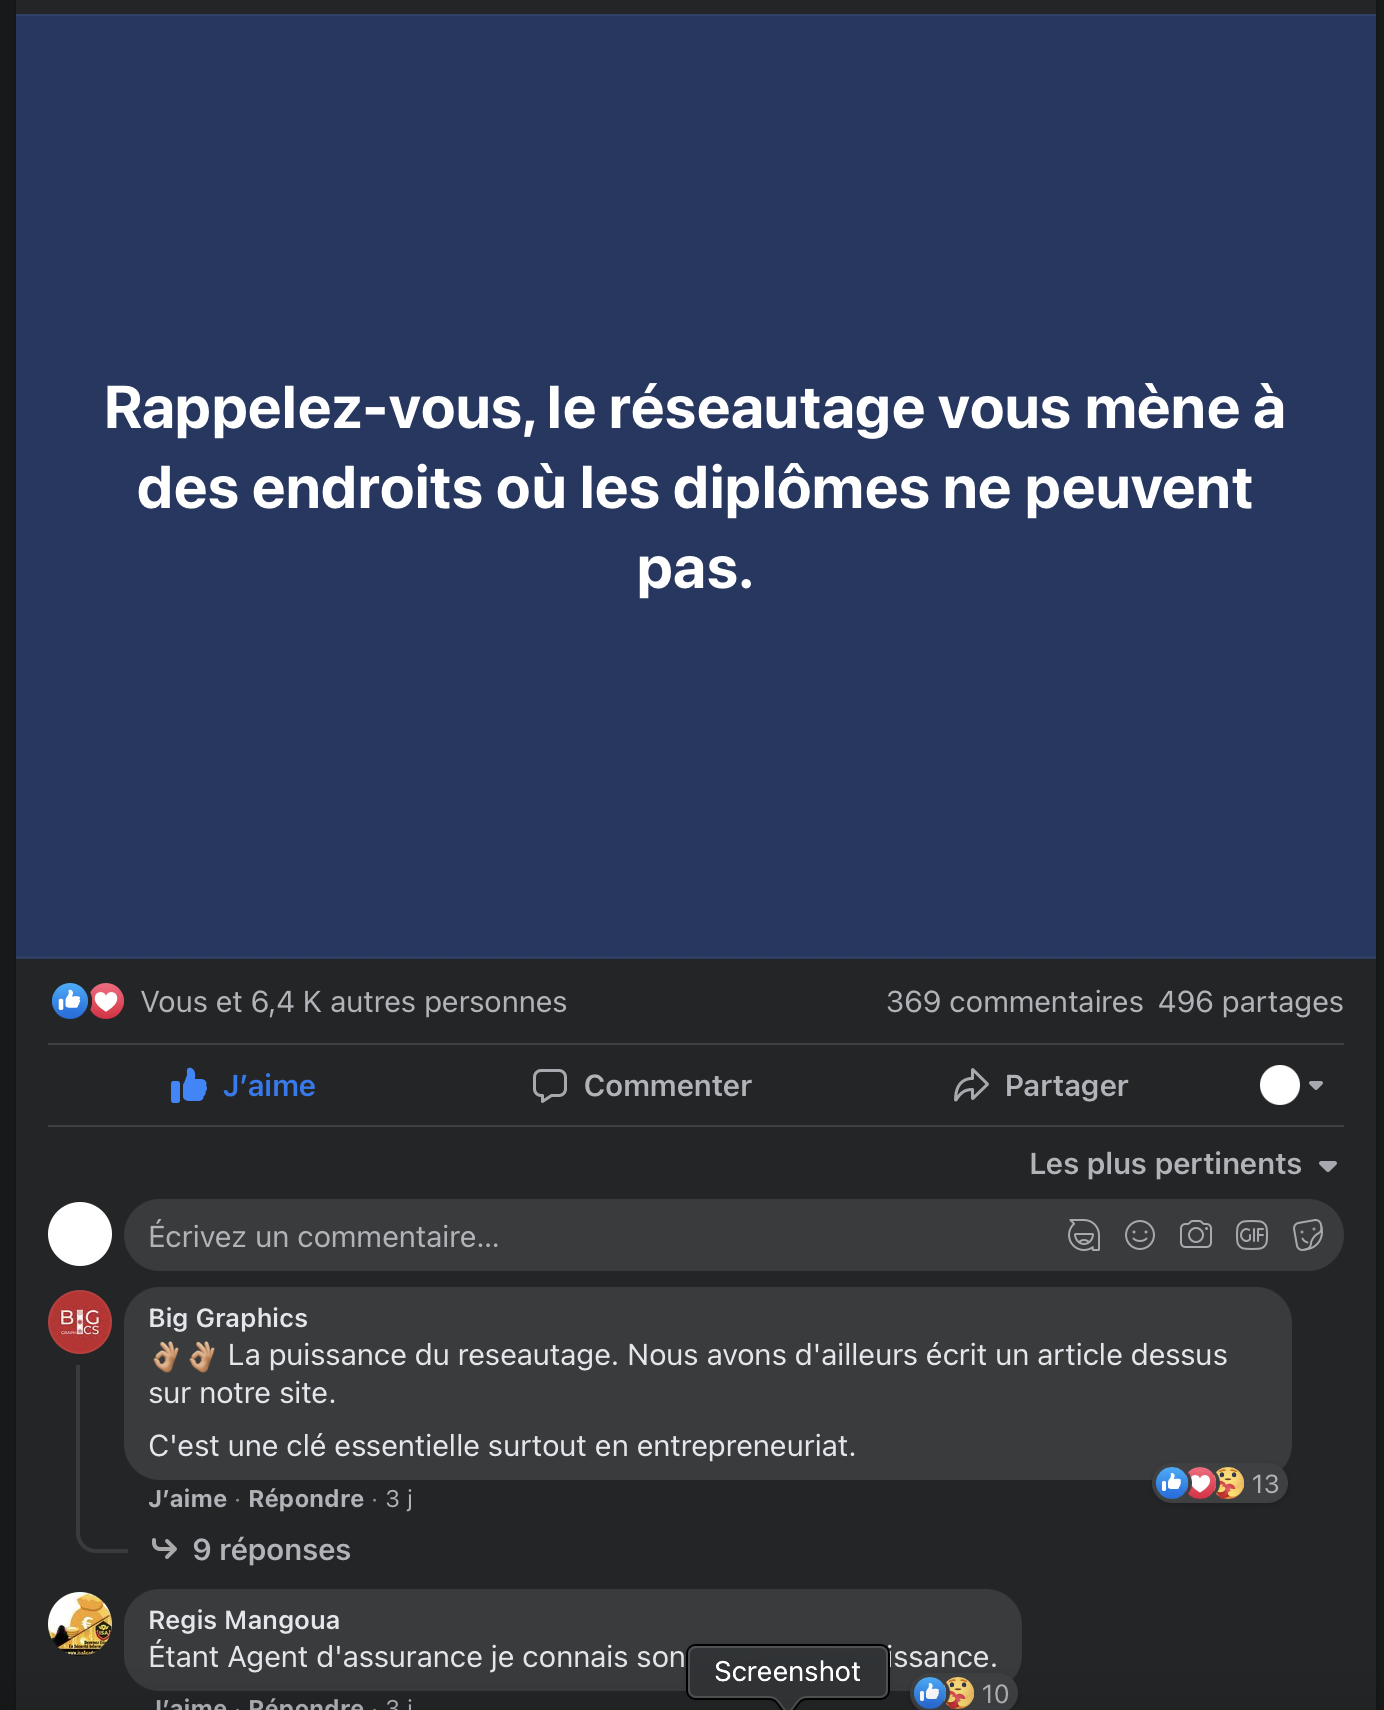 Rappelez-vous, le réseautage vous mène à
des endroits où les diplômes ne peuvent
pas.
Vous et 6,4 K autres personnes
369 commentaires 496 partages
J’aime
Commenter
Partager
Les plus pertinents
Écrivez un commentaire...
GIF
BIG
GRAPHICS
Big Graphics
👌🏽👌🏽 La puissance du reseautage. Nous avons d'ailleurs écrit un article dessus
sur notre site.
C'est une clé essentielle surtout en entrepreneuriat.
13
J’aime · Répondre · 3 j
9 réponses
Regis Mangoua
Étant Agent d'assurance je connais son issance.
Screenshot
10
J’aime · Répondre · 3 j